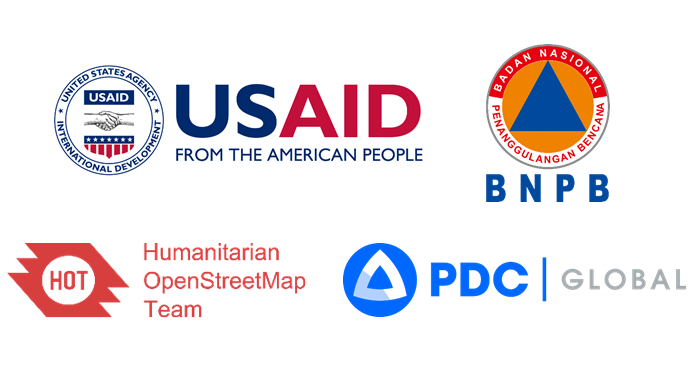 UNITED STATES AGENCY
USAID
INTERNATIONAL DEVELOPMENT
USAID
FROM THE AMERICAN PEOPLE
BADAN NASIONAL
PENANGGULANGAN BENCANA
BNPB
HOT
Humanitarian
OpenStreetMap
Team
PDC | GLOBAL